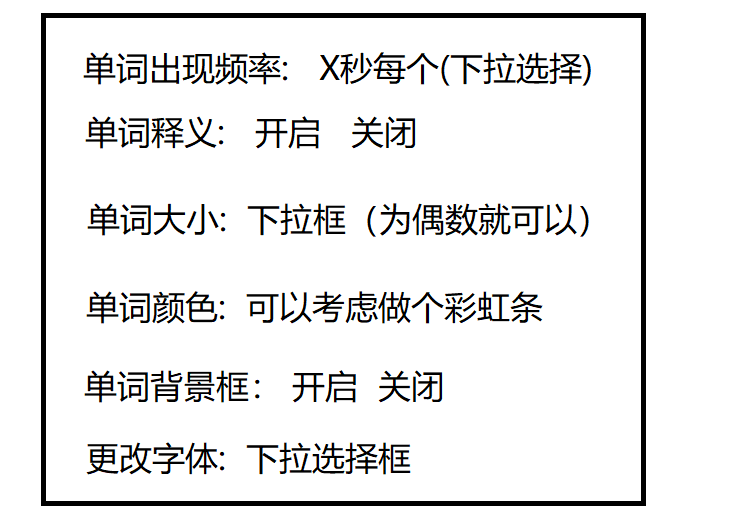 单词出现频率:  X秒每个(下拉选择)
单词释义:  开启  关闭
单词大小: 下拉框（为偶数就可以）
单词颜色: 可以考虑做个彩虹条
单词背景框： 开启 关闭
更改字体: 下拉选择框